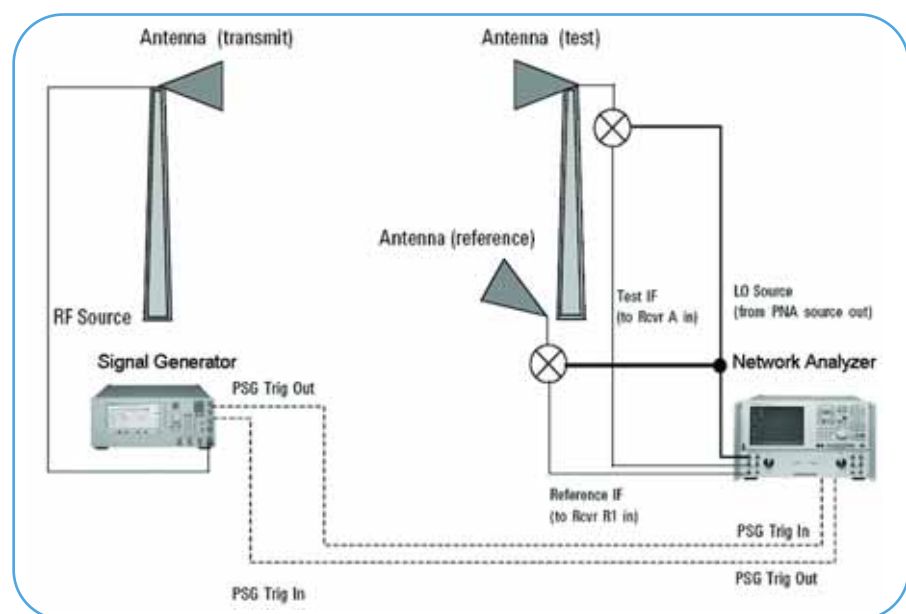 Antenna (transmit)
Antenna (test)
Antenna (reference)
Test IF
(to Rcvr A in)
LO Source
(from PNA source out)
RF Source
Signal Generator
Network Analyzer
PSG Trig Out
Reference IF
(to Rcvr R1 in)
PSG Trig In
PSG Trig Out
PSG Trig In